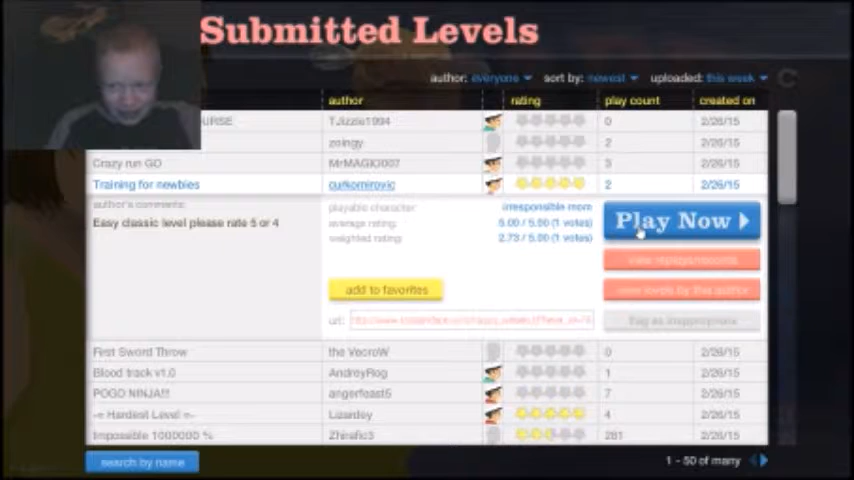 Submitted Levels
author: everyone sort by: newest uploaded: this week
author rating play count created on
URSE TJizzle1994 0 2/26/15
zoingy 2 2/26/15
Crazy run GD MrMAGIO007 3 2/26/15
Training for newbies curkomirovic 2 2/26/15
author's comments:
Easy classic level please rate 5 or 4
playable character: irresponsible mom
average rating: 5.00 / 5.00 (1 votes)
weighted rating: 2.73 / 5.00 (1 votes)
Play Now
view replays/records
add to favorites
view levels by this author
url:
flag as inappropriate
First Sword Throw the VocroW 0 2/26/15
Blood track v1.0 AndreyRog 1 2/26/15
POGO NINJA!!! angerfeast5 7 2/26/15
-= Hardest Level =- Lizardey 4 2/26/15
Impossible 1000000 % Zhirafic3 281 2/26/15
search by name
1 - 50 of many